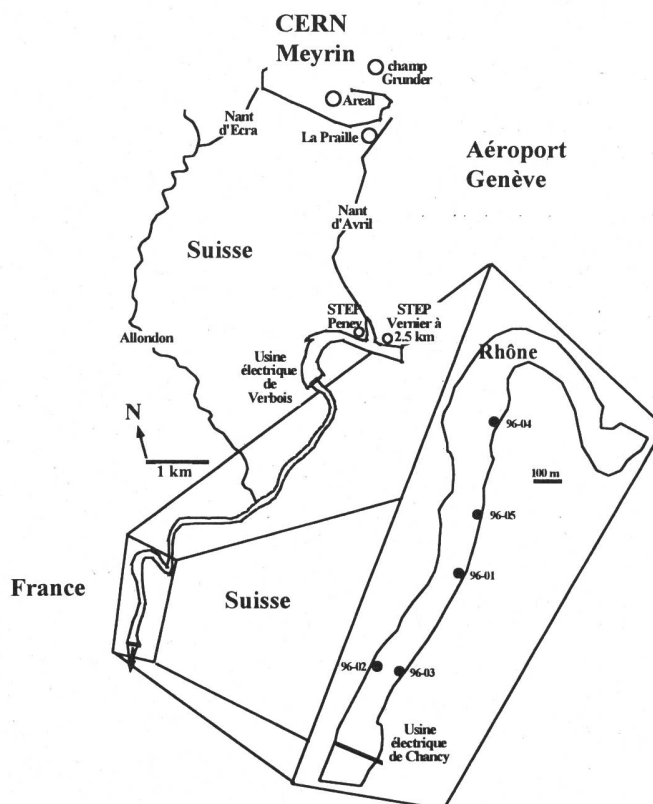 CERN
Meyrin
champ
Grunder
Areal
Nant
d'Ecra
La Praille
Aéroport
Genève
Nant
d'Avril
Suisse
STEP
Peney
STEP
Vernier à
2.5 km
Allondon
Usine
électrique
de
Verbois
Rhône
N
1 km
96-04
100 m
96-05
96-01
France
Suisse
96-02
96-03
Usine
électrique
de Chancy